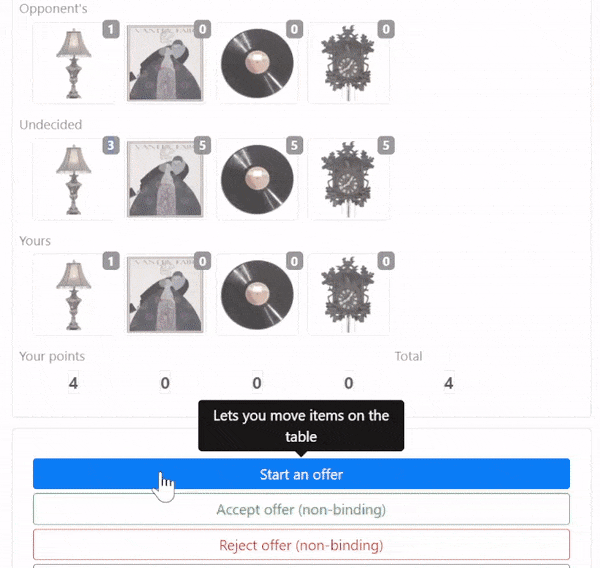 Opponent's
1 0 0 0
Undecided
3 5 5 5
Yours
1 0 0 0
Your points Total
4 0 0 0 4
Lets you move items on the
table
Start an offer
Accept offer (non-binding)
Reject offer (non-binding)